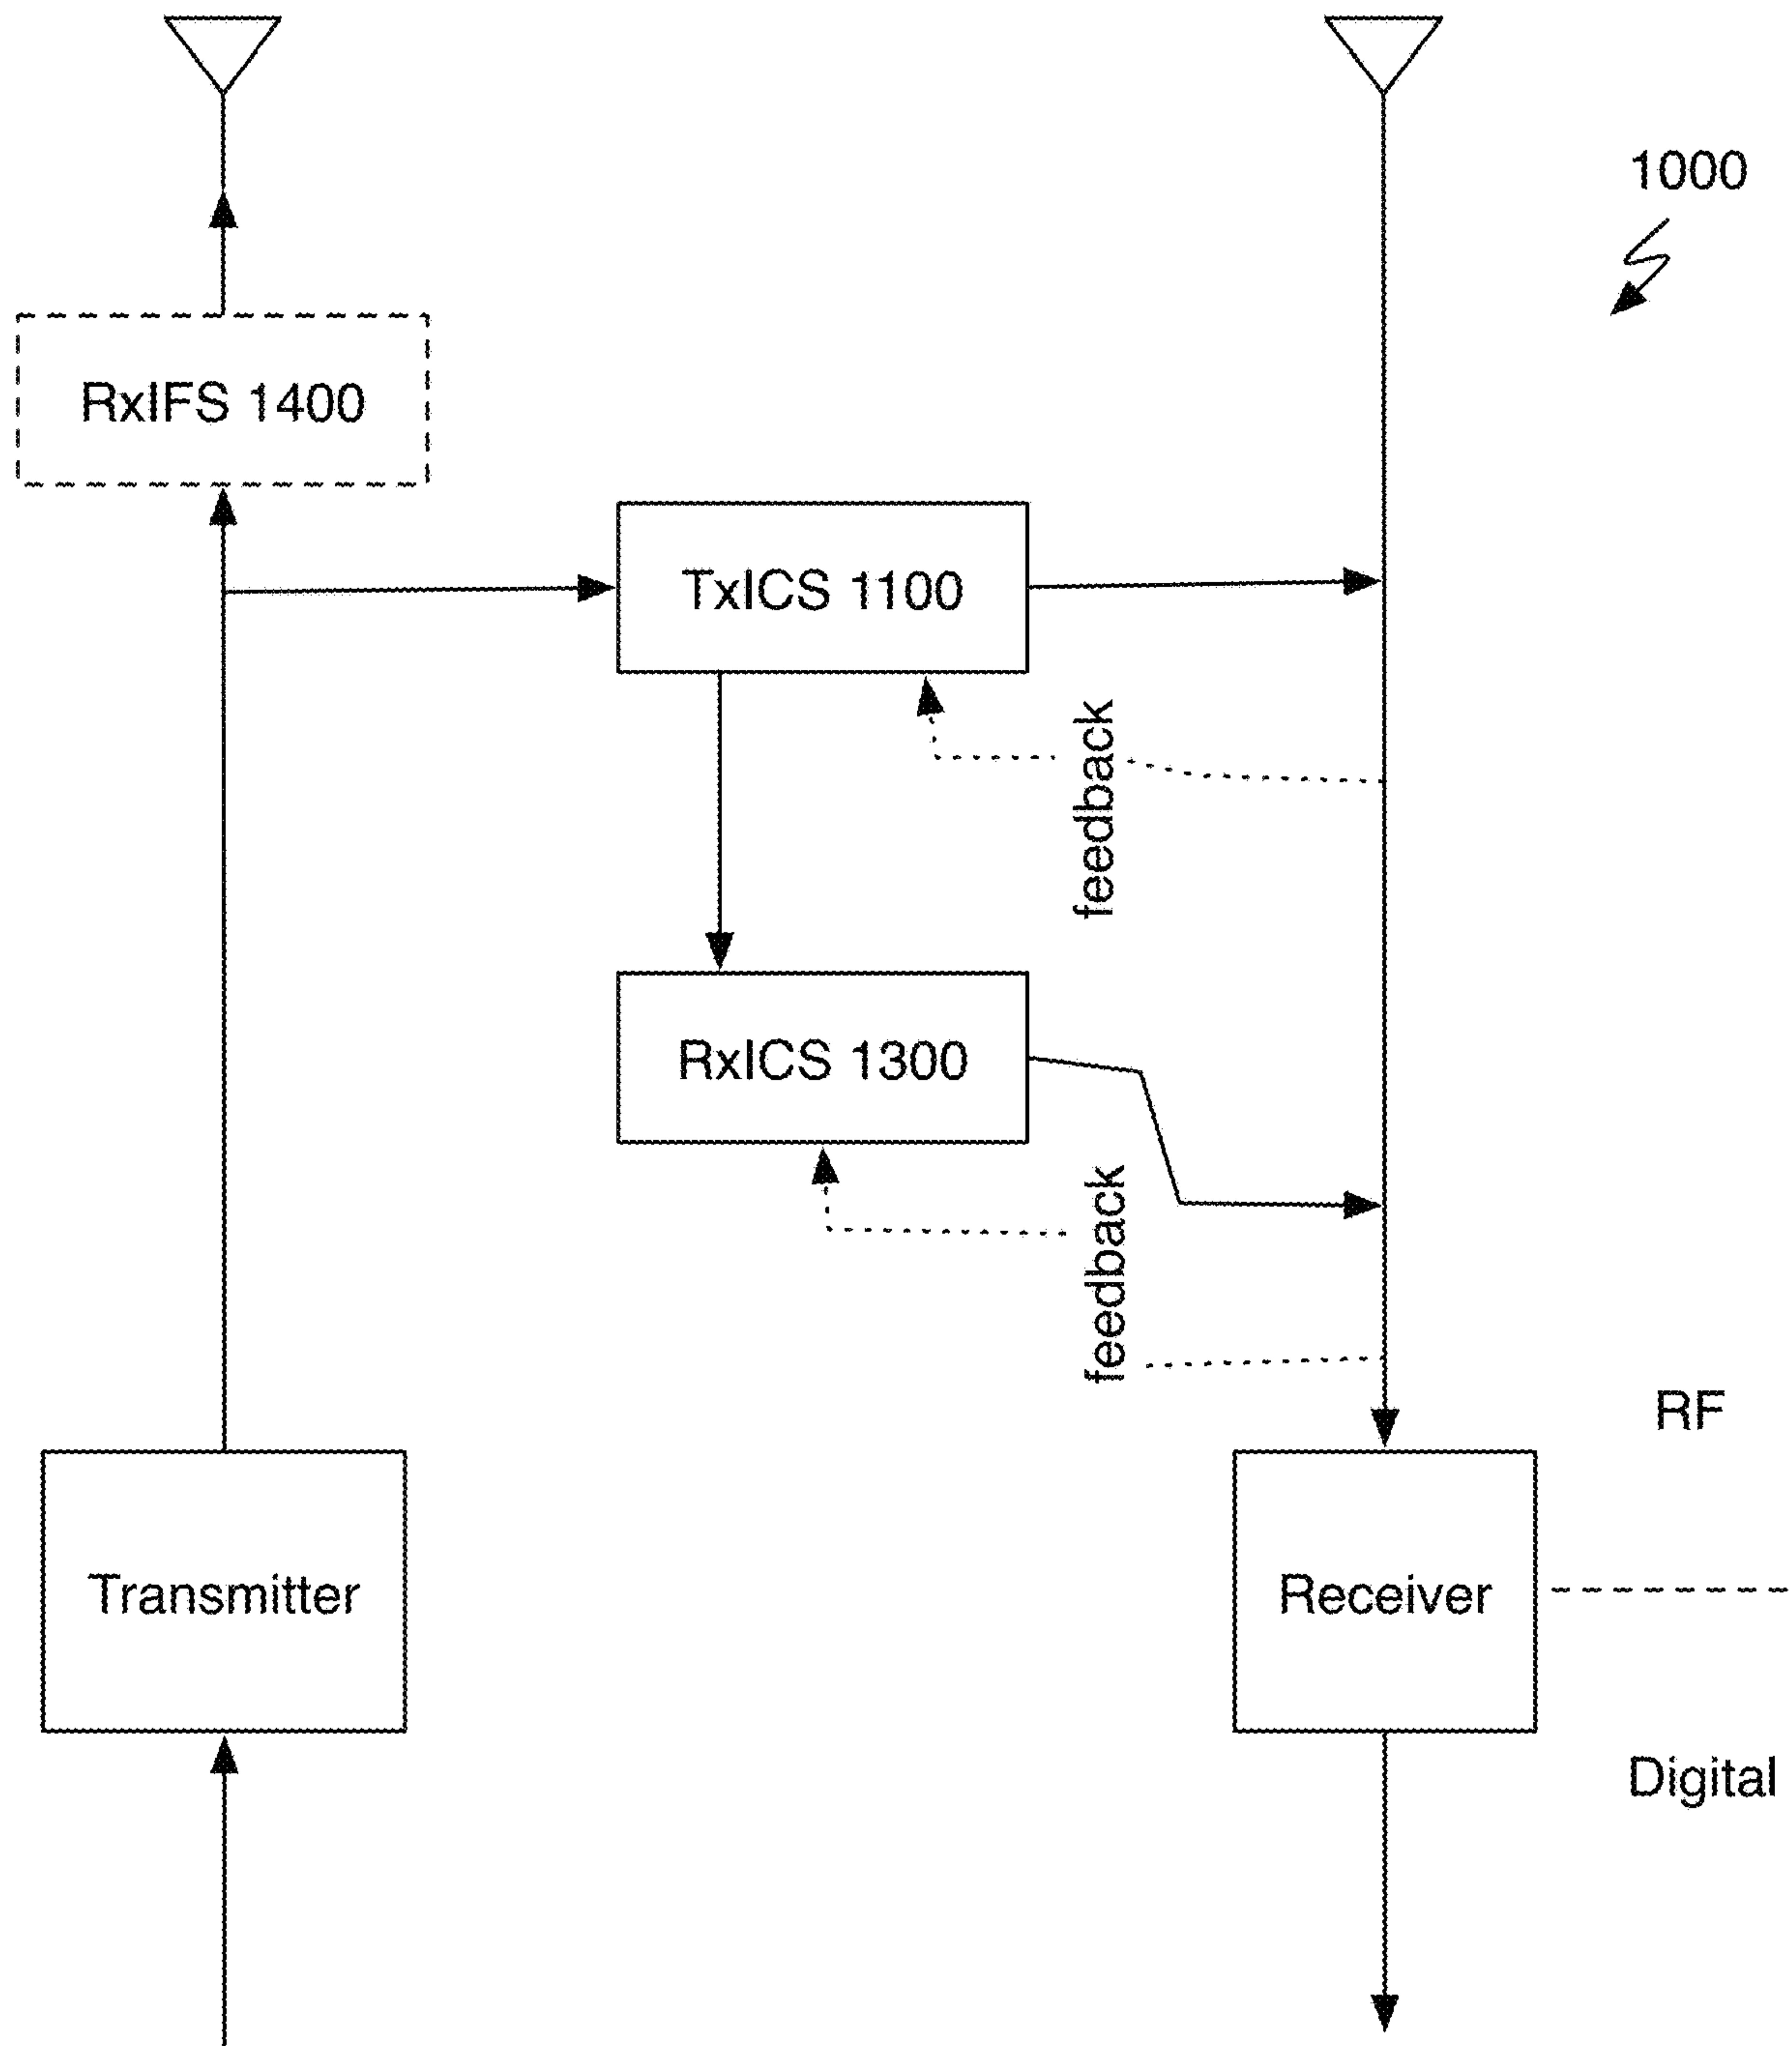 1000
RxIFS 1400
TxICS 1100
feedback
RxICS 1300
feedback
RF
Transmitter
Receiver
Digital